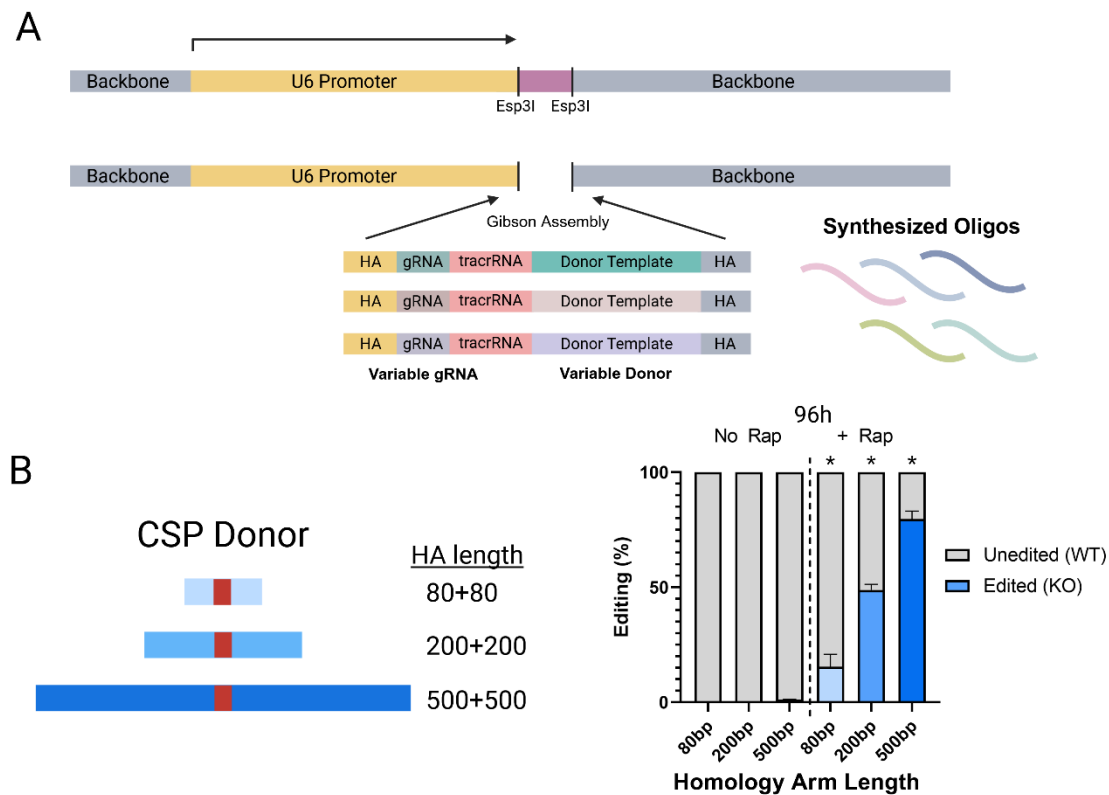 A
Backbone U6 Promoter Backbone
Esp3I Esp3I
Backbone U6 Promoter Backbone
Gibson Assembly
Synthesized Oligos
HA gRNA tracrRNA Donor Template HA
HA gRNA tracrRNA Donor Template HA
HA gRNA tracrRNA Donor Template HA
Variable gRNA Variable Donor
B
CSP Donor
HA length
80+80
200+200
500+500
96h
No Rap + Rap
* * *
Editing (%)
100
50
0
80bp 200bp 500bp 80bp 200bp 500bp
Homology Arm Length
Unedited (WT)
Edited (KO)